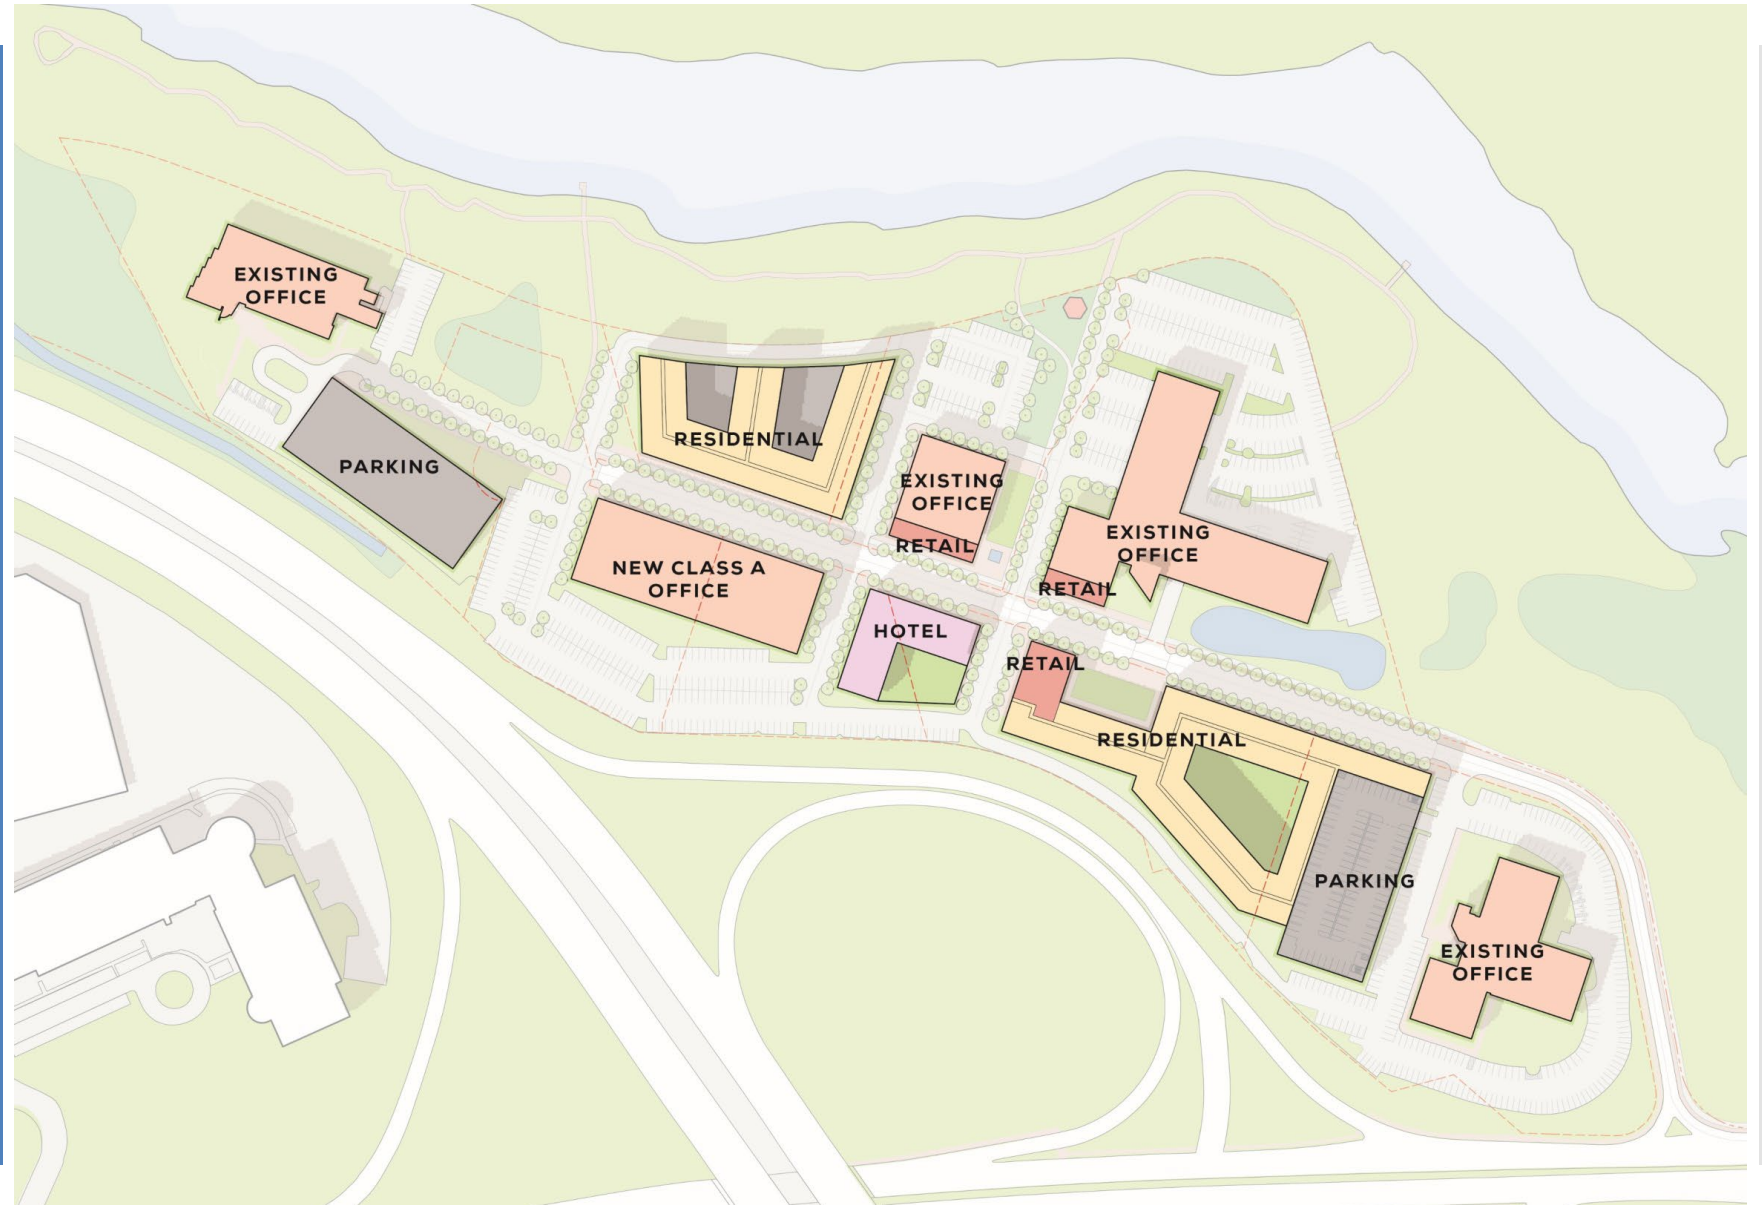 EXISTING
OFFICE
PARKING
RESIDENTIAL
NEW CLASS A
OFFICE
EXISTING
OFFICE
RETAIL
EXISTING
OFFICE
RETAIL
HOTEL
RETAIL
RESIDENTIAL
PARKING
EXISTING
OFFICE